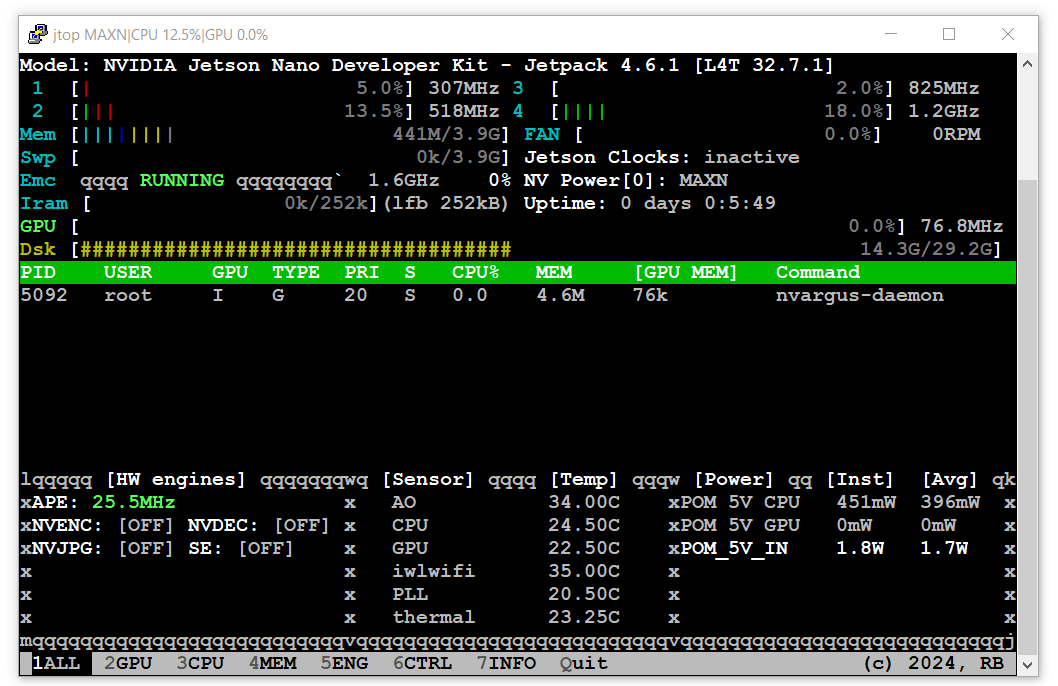 jtop MAXN|CPU 12.5%|GPU 0.0%
Model: NVIDIA Jetson Nano Developer Kit - Jetpack 4.6.1 [L4T 32.7.1]
1 [| 5.0%] 307MHz 3 [ 2.0%] 825MHz
2 [||| 13.5%] 518MHz 4 [|||| 18.0%] 1.2GHz
Mem [|||||||| 441M/3.9G] FAN [ 0.0%] 0RPM
Swp [ 0k/3.9G] Jetson Clocks: inactive
Emc qqqq RUNNING qqqqqqqq` 1.6GHz 0% NV Power[0]: MAXN
Iram [ 0k/252k](lfb 252kB) Uptime: 0 days 0:5:49
GPU [ 0.0%] 76.8MHz
Dsk [#################################### 14.3G/29.2G]
PID USER GPU TYPE PRI S CPU% MEM [GPU MEM] Command
5092 root I G 20 S 0.0 4.6M 76k nvargus-daemon
lqqqqq [HW engines] qqqqqqqwq [Sensor] qqqq [Temp] qqqw [Power] qq [Inst] [Avg] qk
xAPE: 25.5MHz x AO 34.00C xPOM 5V CPU 451mW 396mW x
xNVENC: [OFF] NVDEC: [OFF] x CPU 24.50C xPOM 5V GPU 0mW 0mW x
xNVJPG: [OFF] SE: [OFF] x GPU 22.50C xPOM_5V_IN 1.8W 1.7W x
x x iwlwifi 35.00C x x
x x PLL 20.50C x x
x x thermal 23.25C x x
mqqqqqqqqqqqqqqqqqqqqqqqqqqvqqqqqqqqqqqqqqqqqqqqqqqqqqvqqqqqqqqqqqqqqqqqqqqqqqqqqqj
1ALL 2GPU 3CPU 4MEM 5ENG 6CTRL 7INFO Quit (c) 2024, RB